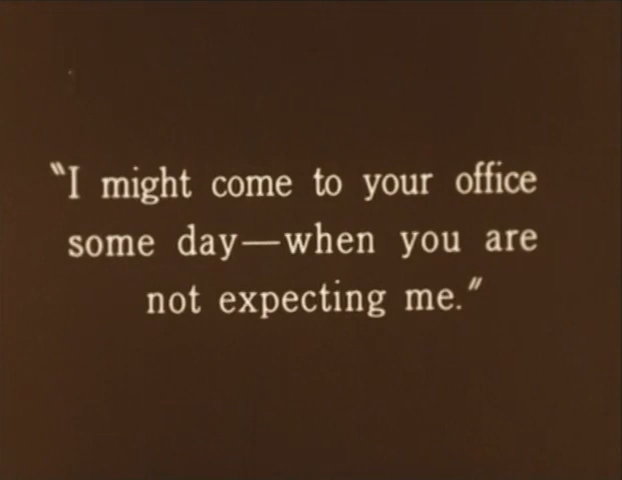 "I might come to your office
some day—when you are
not expecting me."